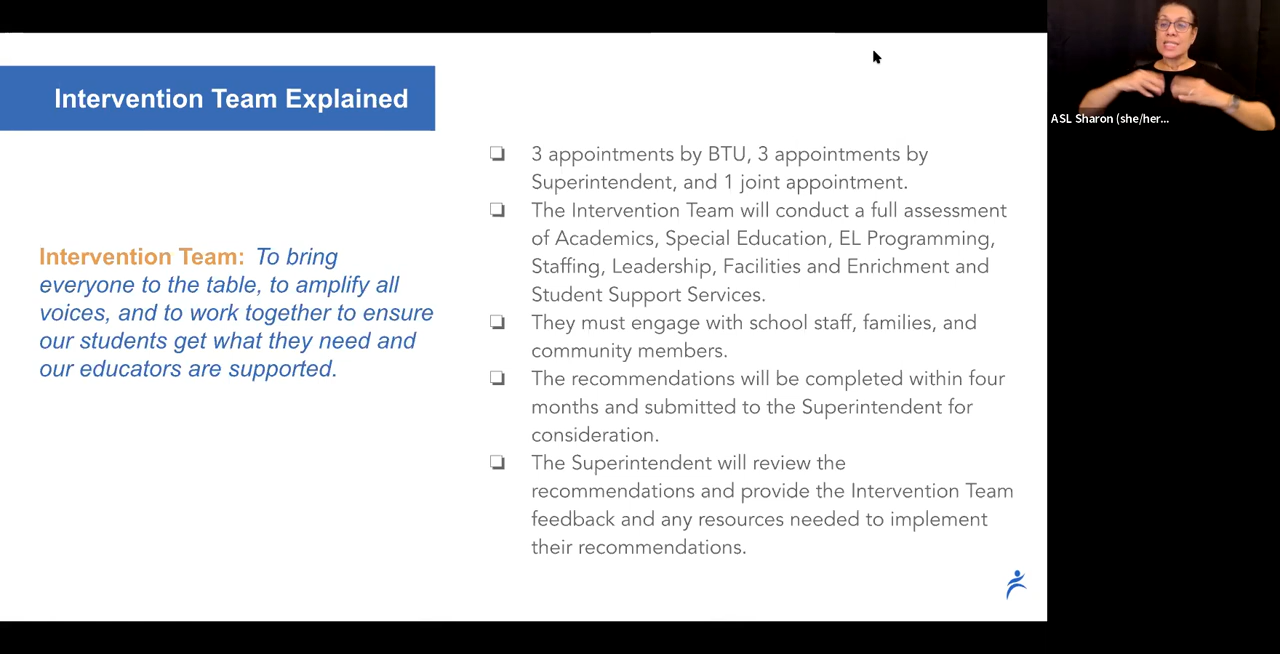 Intervention Team Explained
Intervention Team: To bring
everyone to the table, to amplify all
voices, and to work together to ensure
our students get what they need and
our educators are supported.
❏ 3 appointments by BTU, 3 appointments by
Superintendent, and 1 joint appointment.
❏ The Intervention Team will conduct a full assessment
of Academics, Special Education, EL Programming,
Staffing, Leadership, Facilities and Enrichment and
Student Support Services.
❏ They must engage with school staff, families, and
community members.
❏ The recommendations will be completed within four
months and submitted to the Superintendent for
consideration.
❏ The Superintendent will review the
recommendations and provide the Intervention Team
feedback and any resources needed to implement
their recommendations.
ASL Sharon (she/her...